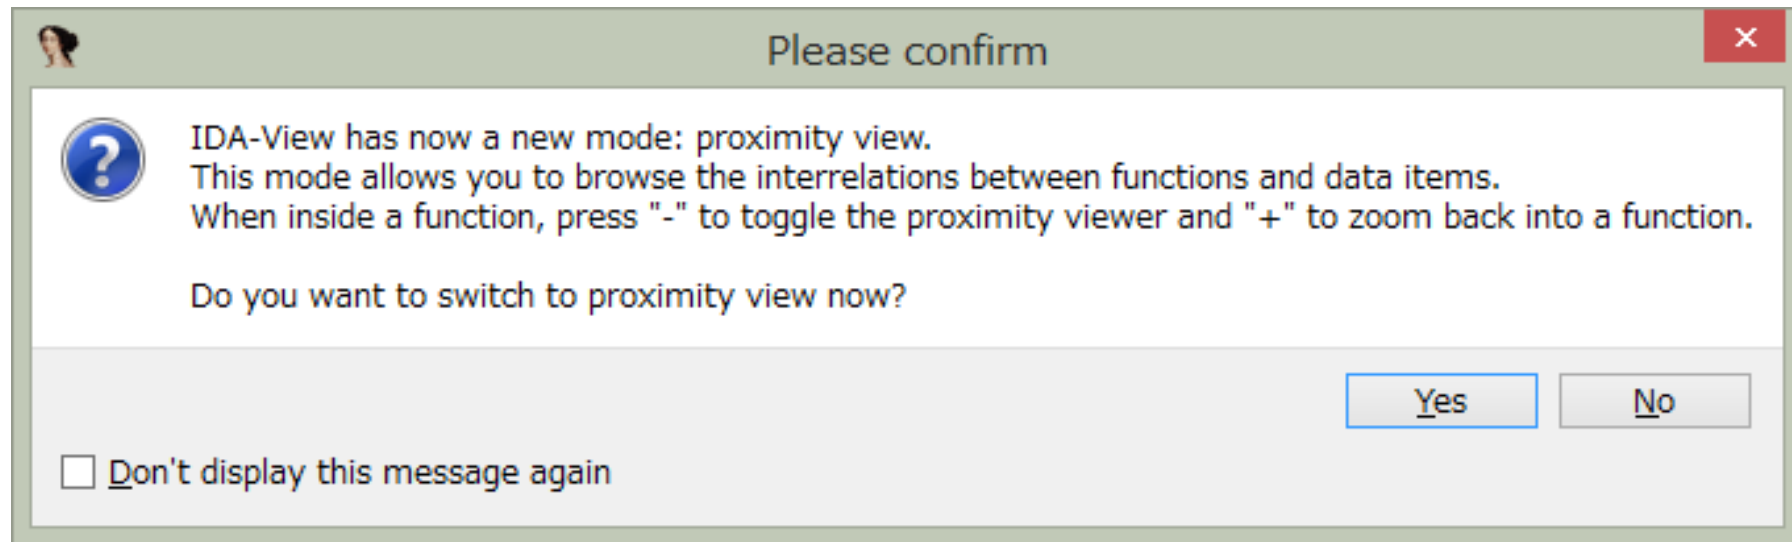 Please confirm
IDA-View has now a new mode: proximity view.
This mode allows you to browse the interrelations between functions and data items.
When inside a function, press "-" to toggle the proximity viewer and "+" to zoom back into a function.
Do you want to switch to proximity view now?
Yes No
Don't display this message again